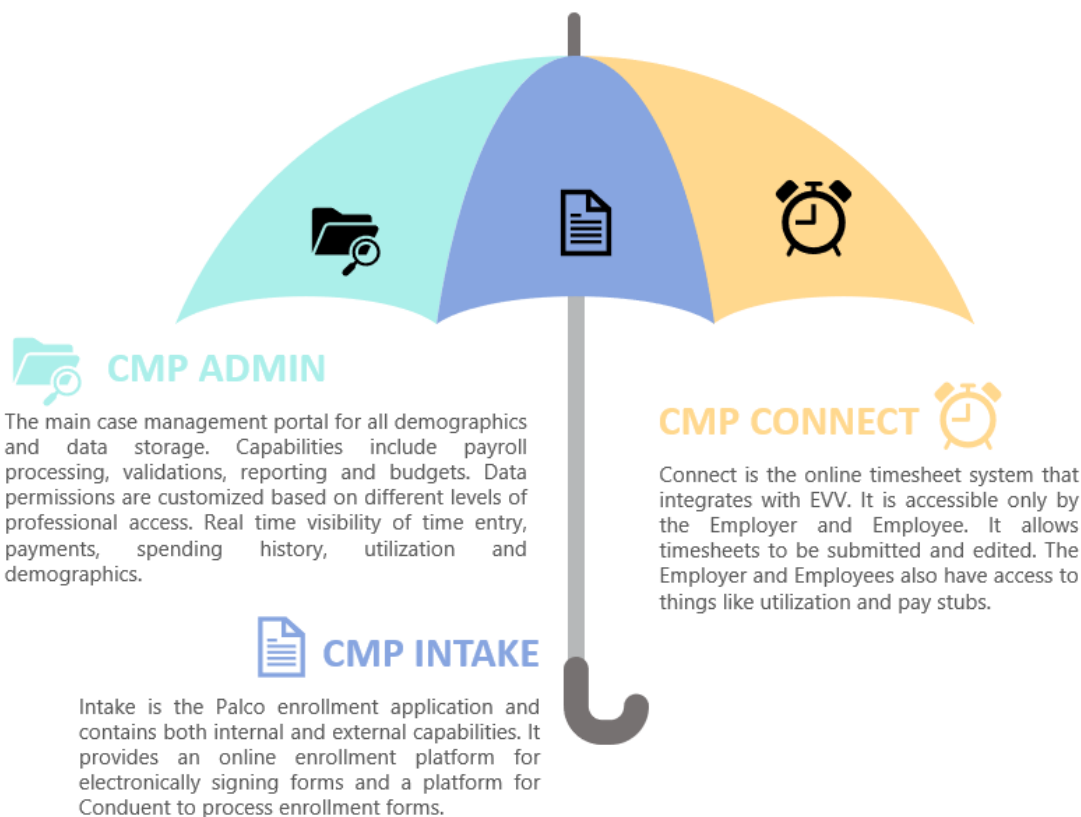 CMP ADMIN
The main case management portal for all demographics
and data storage. Capabilities include payroll
processing, validations, reporting and budgets. Data
permissions are customized based on different levels of
professional access. Real time visibility of time entry,
payments, spending history, utilization and
demographics.
CMP CONNECT
Connect is the online timesheet system that
integrates with EVV. It is accessible only by
the Employer and Employee. It allows
timesheets to be submitted and edited. The
Employer and Employees also have access to
things like utilization and pay stubs.
CMP INTAKE
Intake is the Palco enrollment application and
contains both internal and external capabilities. It
provides an online enrollment platform for
electronically signing forms and a platform for
Conduent to process enrollment forms.